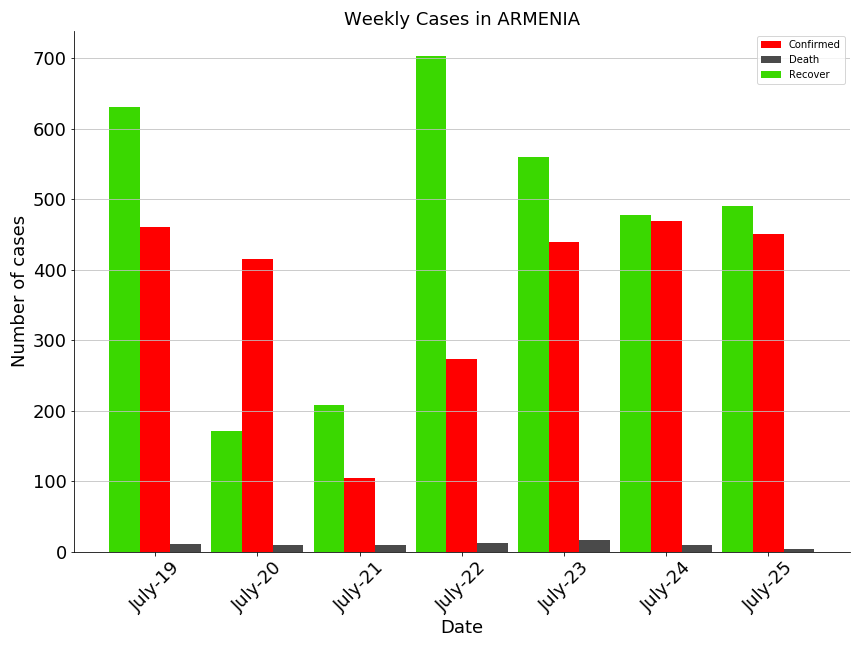 Weekly Cases in ARMENIA
Confirmed
Death
Recover
Number of cases
700
600
500
400
300
200
100
0
July-19
July-20
July-21
July-22
July-23
July-24
July-25
Date